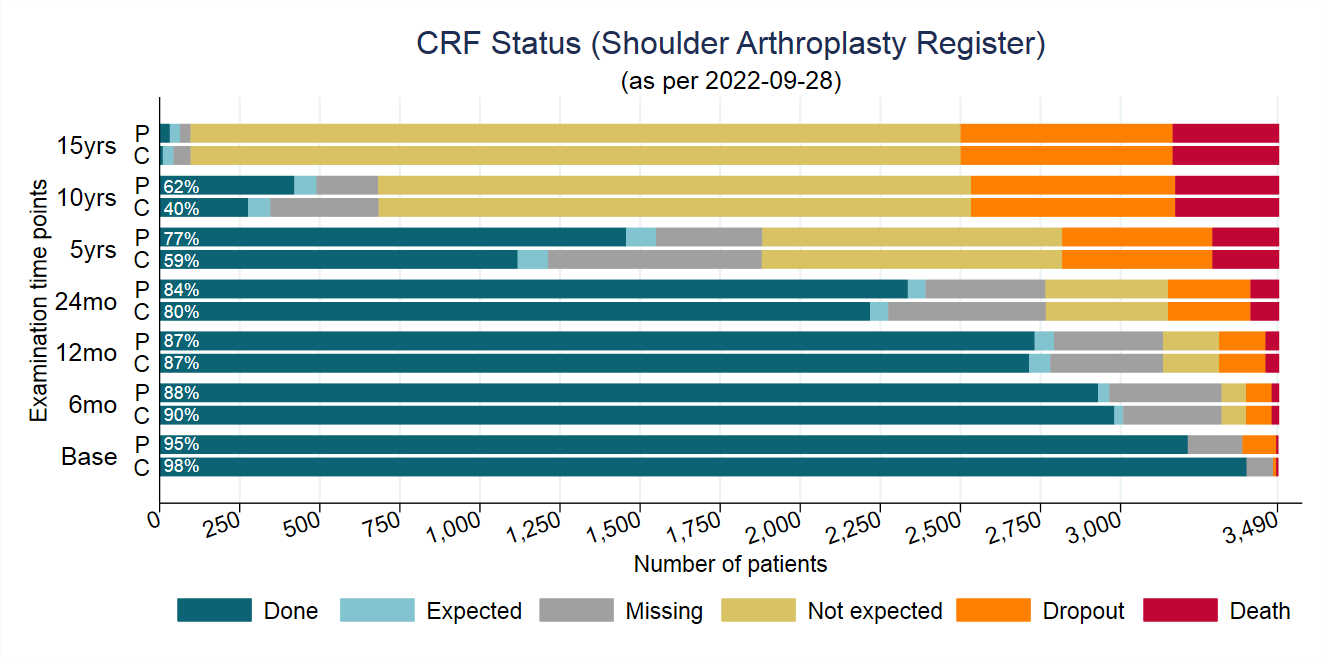 CRF Status (Shoulder Arthroplasty Register)
(as per 2022-09-28)
Examination time points
15yrs
P
C
10yrs
P 62%
C 40%
5yrs
P 77%
C 59%
24mo
P 84%
C 80%
12mo
P 87%
C 87%
6mo
P 88%
C 90%
Base
P 95%
C 98%
0 250 500 750 1,000 1,250 1,500 1,750 2,000 2,250 2,500 2,750 3,000 3,490
Number of patients
Done Expected Missing Not expected Dropout Death